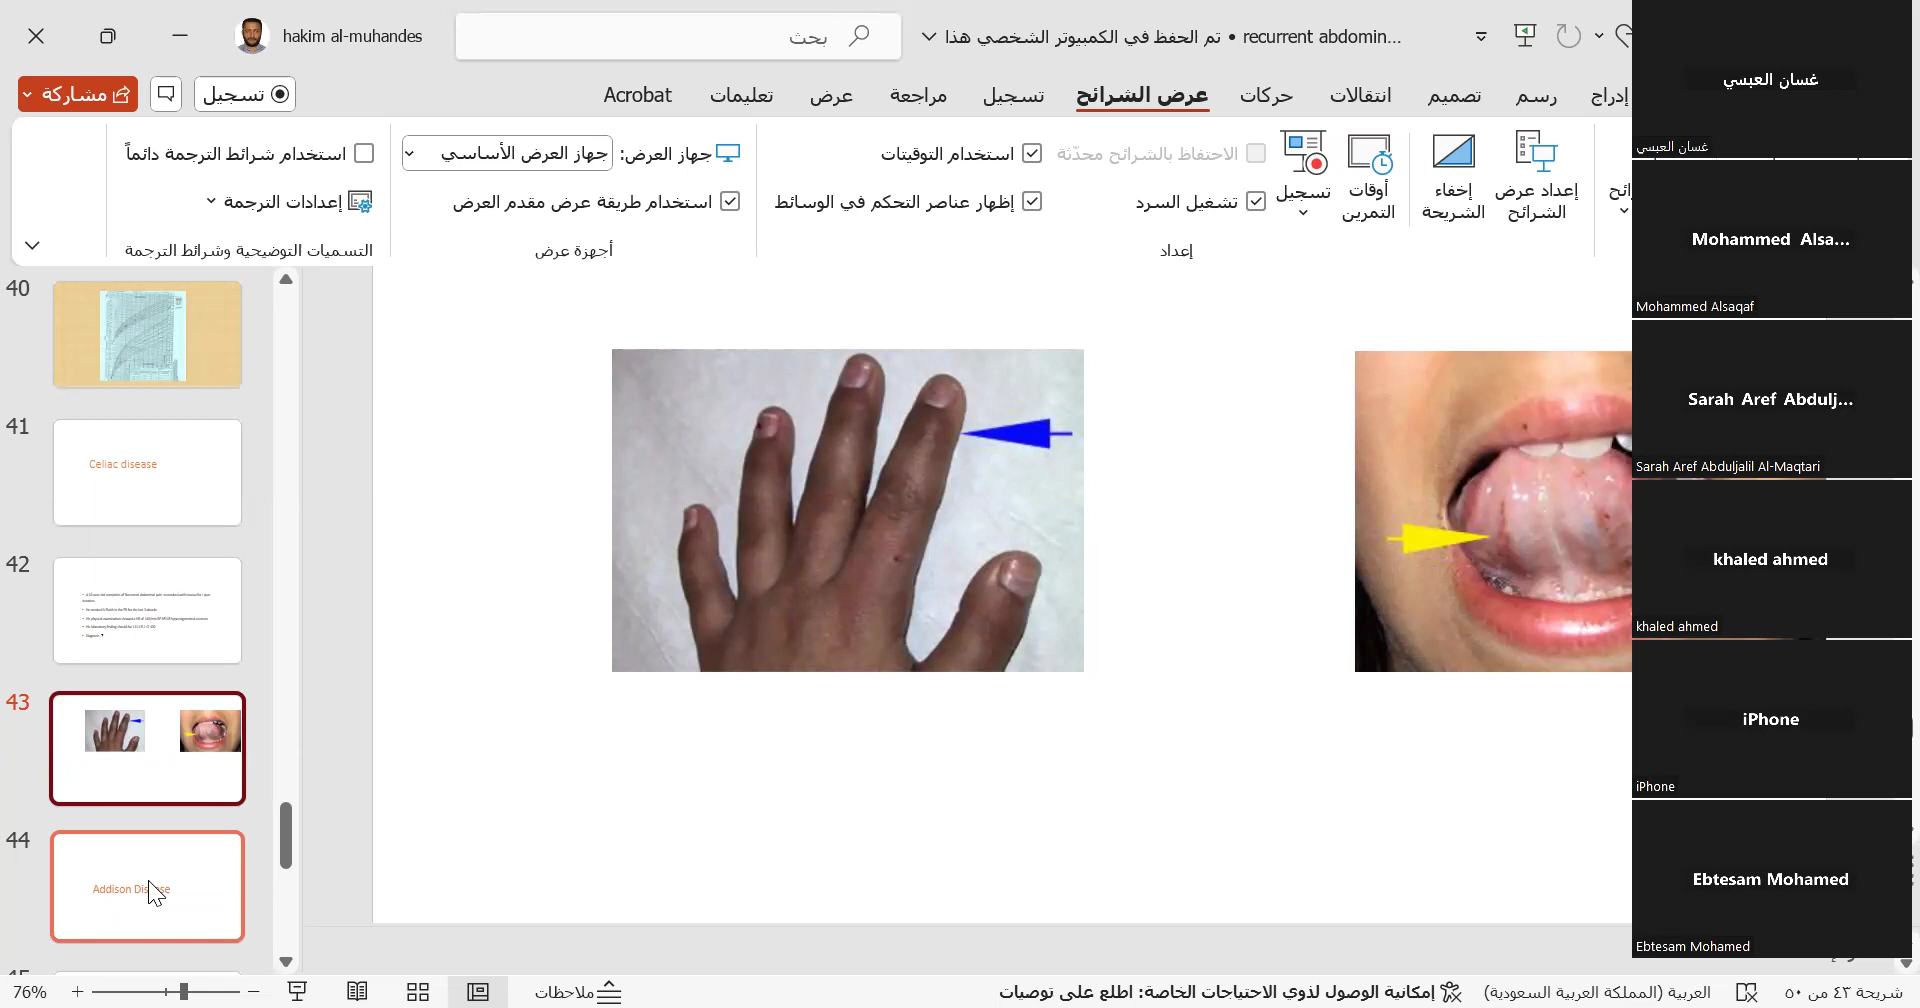 hakim al-muhandes
بحث
recurrent abdomin... • تم الحفظ في الكمبيوتر الشخصي هذا
إدراج
رسم
تصميم
انتقالات
حركات
عرض الشرائح
تسجيل
مراجعة
عرض
تعليمات
Acrobat
تسجيل
مشاركة
إعداد عرض الشرائح
إخفاء الشريحة
أوقات التمرين
تسجيل
الاحتفاظ بالشرائح محدّثة
تشغيل السرد
استخدام التوقيتات
إظهار عناصر التحكم في الوسائط
إعداد
جهاز العرض:
جهاز العرض الأساسي
استخدام طريقة عرض مقدم العرض
أجهزة عرض
استخدام شرائط الترجمة دائماً
إعدادات الترجمة
التسميات التوضيحية وشرائط الترجمة
40
41
Celiac disease
42
43
44
Addison Disease
غسان العبسي
غسان العبسي
Mohammed Alsa...
Mohammed Alsaqaf
Sarah Aref Abdulj...
Sarah Aref Abduljalil Al-Maqtari
khaled ahmed
khaled ahmed
iPhone
iPhone
Ebtesam Mohamed
Ebtesam Mohamed
شريحة ٤٣ من ٥٠
العربية (المملكة العربية السعودية)
إمكانية الوصول لذوي الاحتياجات الخاصة: اطلع على توصيات
ملاحظات
76%